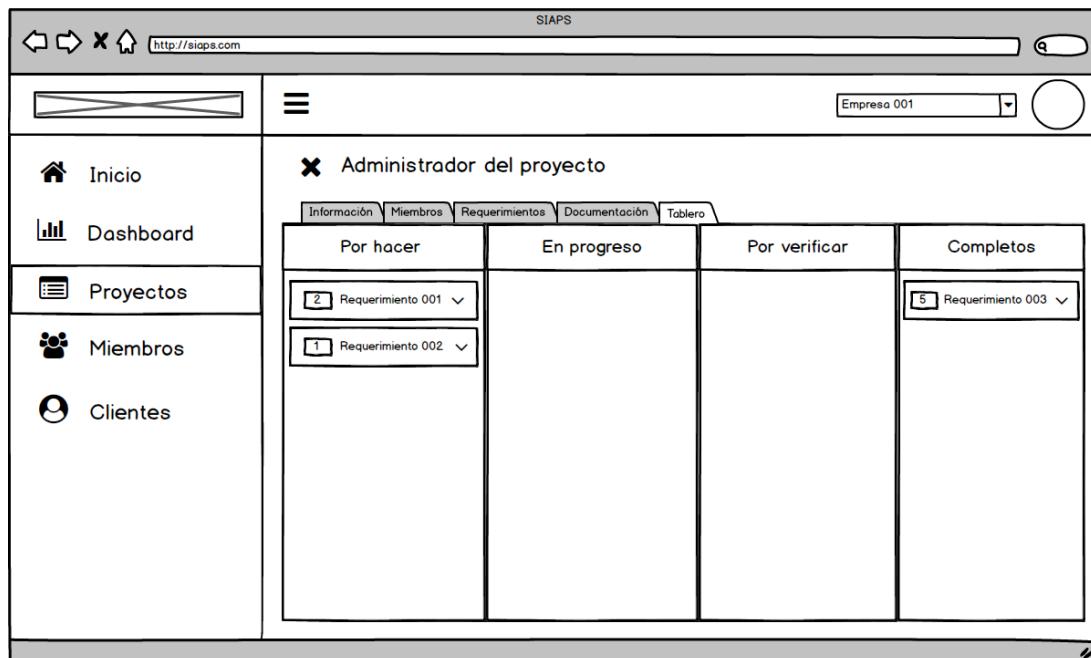 SIAPS
http://siaps.com
Empresa 001
Inicio
Dashboard
Proyectos
Miembros
Clientes
Administrador del proyecto
Información Miembros Requerimientos Documentación Tablero
Por hacer En progreso Por verificar Completos
2 Requerimiento 001
1 Requerimiento 002
5 Requerimiento 003